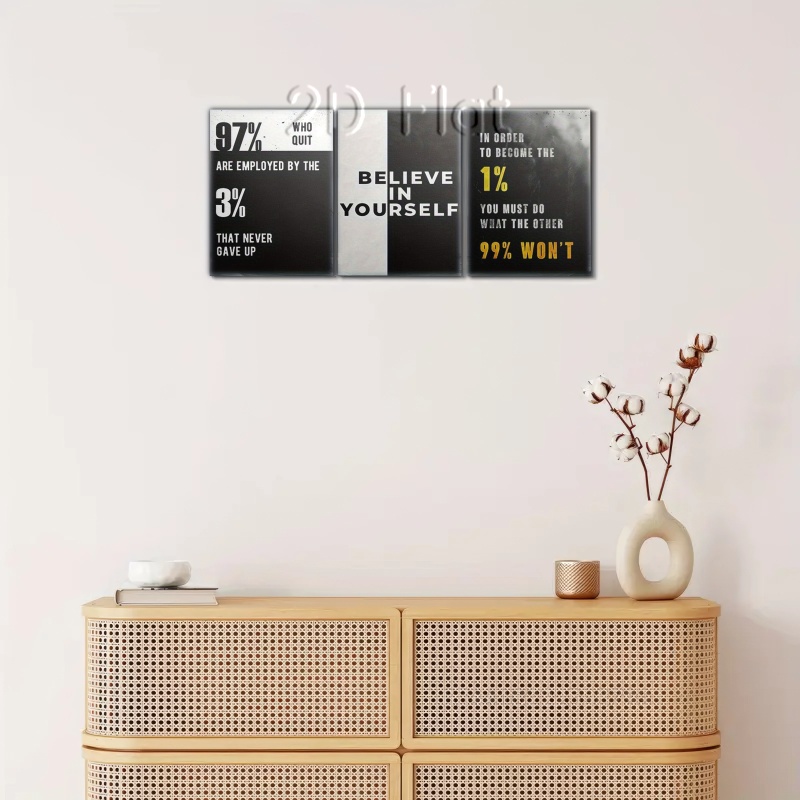 2D Flat
97% WHO
QUIT
ARE EMPLOYED BY THE
3%
THAT NEVER
GAVE UP
BELIEVE
IN
YOURSELF
IN ORDER
TO BECOME THE
1%
YOU MUST DO
WHAT THE OTHER
99% WON'T